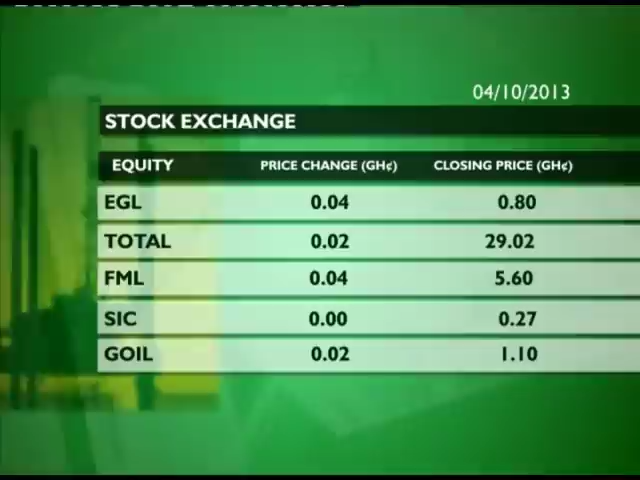 04/10/2013
STOCK EXCHANGE
EQUITY PRICE CHANGE (GH¢) CLOSING PRICE (GH¢)
EGL 0.04 0.80
TOTAL 0.02 29.02
FML 0.04 5.60
SIC 0.00 0.27
GOIL 0.02 1.10